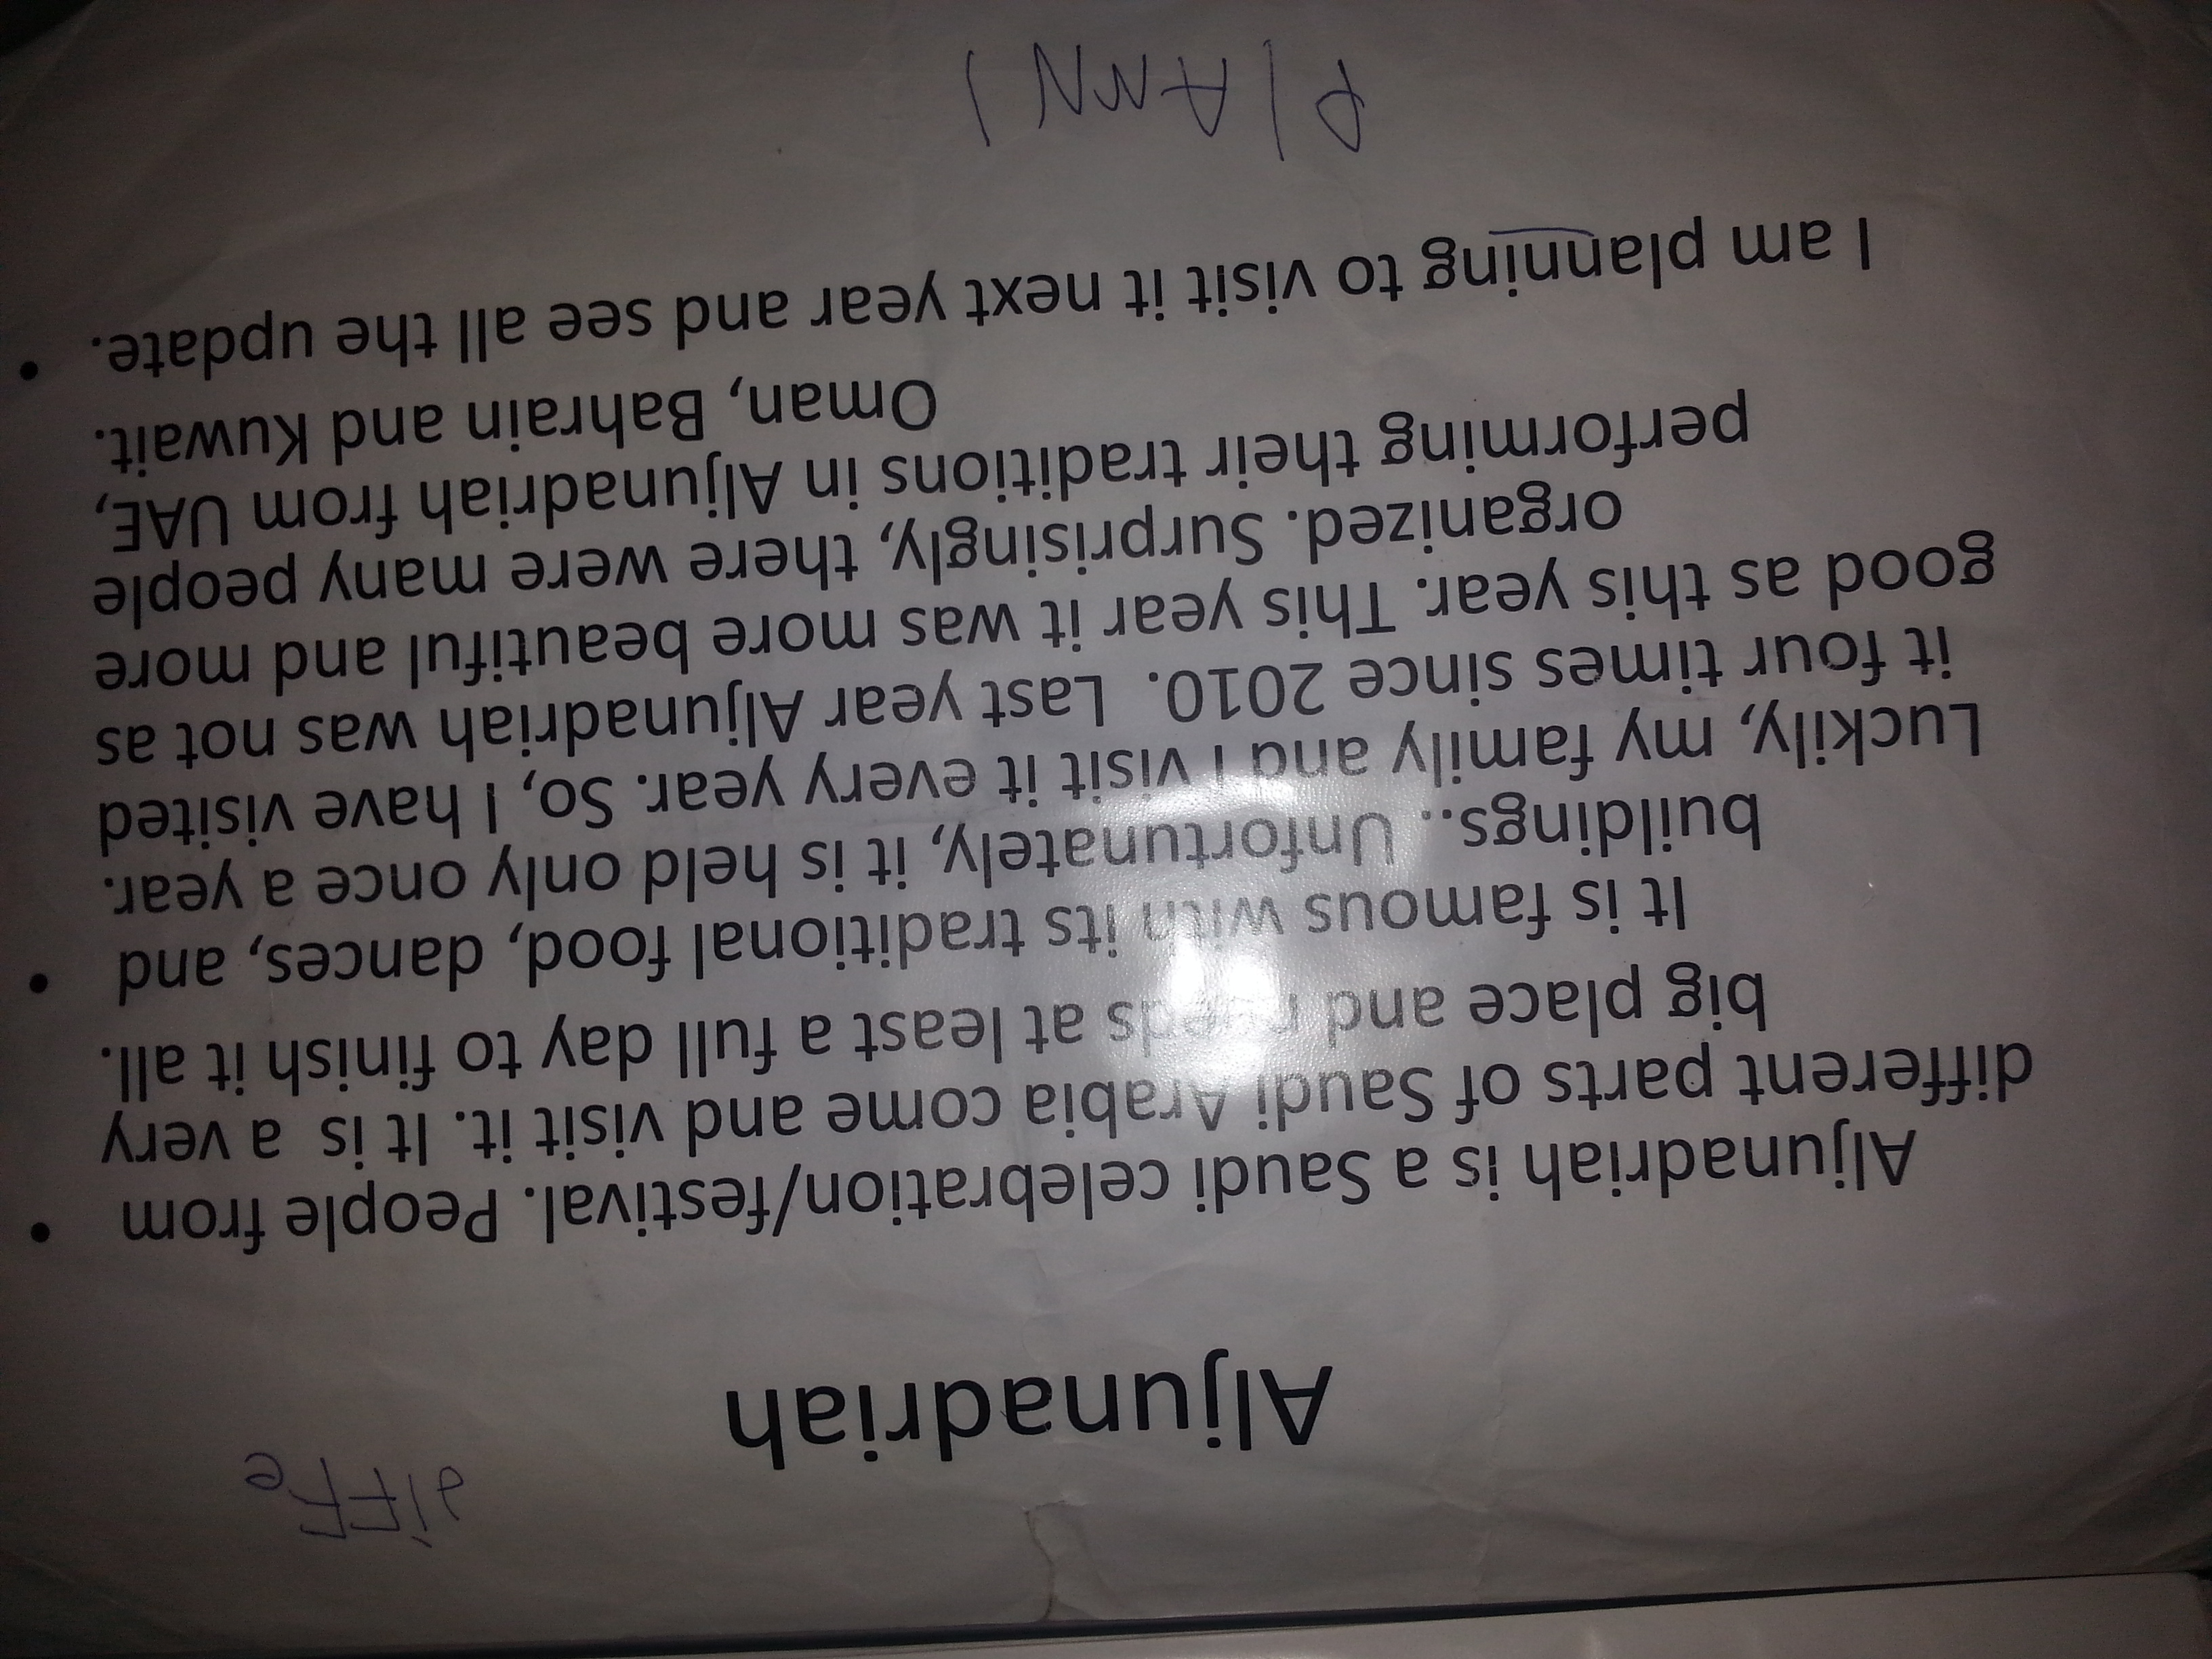 diffe
Aljunadriah
• Aljunadriah is a Saudi celebration/festival. People from
different parts of Saudi Arabia come and visit it. It is a very
big place and needs at least a full day to finish it all.
• It is famous with its traditional food, dances, and
buildings.. Unfortunately, it is held only once a year.
Luckily, my family and I visit it every year. So, I have visited
it four times since 2010. Last year Aljunadriah was not as
good as this year. This year it was more beautiful and more
organized. Surprisingly, there were many people
performing their traditions in Aljunadriah from UAE,
Oman, Bahrain and Kuwait.
• I am planning to visit it next year and see all the update.
PlANNI